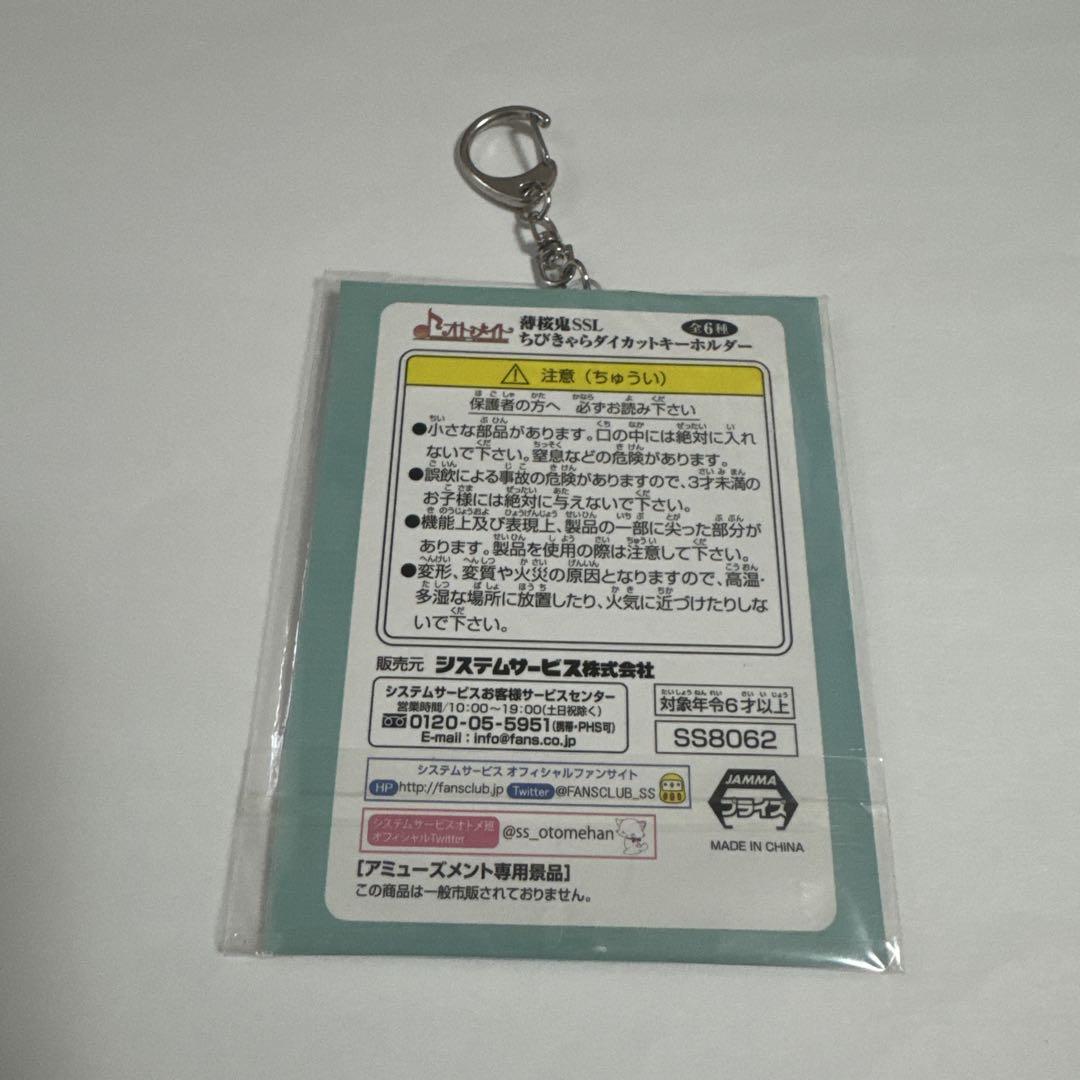 オトメイト
薄桜鬼SSL
全6種
ちびきゃらダイカットキーホルダー
注意（ちゅうい）
保護者の方へ 必ずお読み下さい
●小さな部品があります。口の中には絶対に入れ
ないで下さい。窒息などの危険があります。
●誤飲による事故の危険がありますので、3才未満の
お子様には絶対に与えないで下さい。
●機能上及び表現上、製品の一部に尖った部分が
あります。製品を使用の際は注意して下さい。
●変形、変質や火災の原因となりますので、高温・
多湿な場所に放置したり、火気に近づけたりしな
いで下さい。
販売元 システムサービス株式会社
システムサービスお客様サービスセンター
営業時間/10:00〜19:00(土日祝除く)
0120-05-5951(携帯・PHS可)
E-mail : info@fans.co.jp
対象年令6才以上
SS8062
システムサービス オフィシャルファンサイト
HP http://fansclub.jp Twitter @FANSCLUB_SS
システムサービスオトメ班
オフィシャルTwitter
@ss_otomehan
JAMMA
プライズ
MADE IN CHINA
[アミューズメント専用景品]
この商品は一般市販されておりません。